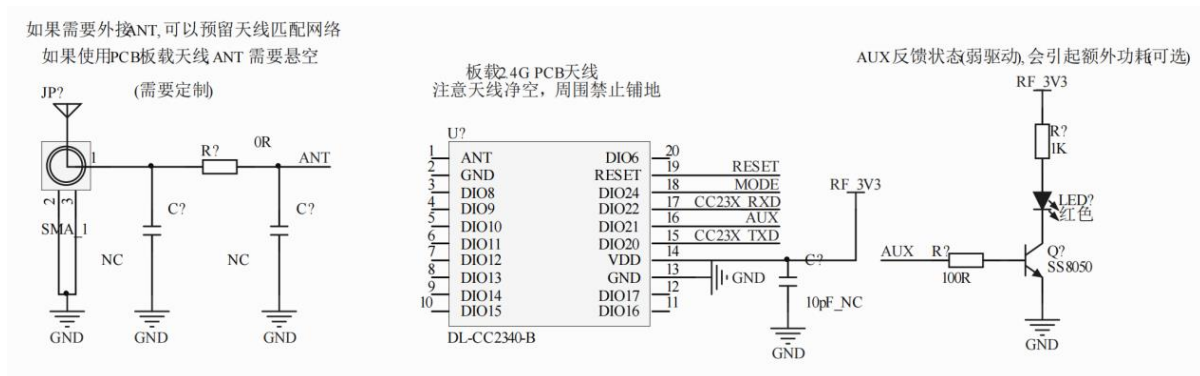 如果需要外接ANT,可以预留天线匹配网络
如果使用PCB板载天线,ANT 需要悬空
(需要定制)
JP?
1
R?
0R
ANT
2
3
SMA_1
C?
NC
C?
NC
GND
GND
GND
板载2.4G PCB天线
注意天线净空，周围禁止铺地
U?
1 ANT
2 GND
3 DIO8
4 DIO9
5 DIO10
6 DIO11
7 DIO12
8 DIO13
9 DIO14
10 DIO15
DIO6 20
RESET 19 RESET
DIO24 18 MODE
DIO22 17 CC23X_RXD
DIO21 16 AUX
DIO20 15 CC23X_TXD
VDD 14
GND 13
DIO17 12
DIO16 11
DL-CC2340-B
GND
RF_3V3
C?
10pF_NC
GND
AUX 反馈状态(弱驱动),会引起额外功耗(可选)
RF_3V3
R?
1K
LED?
红色
AUX
R?
100R
Q?
SS8050
GND